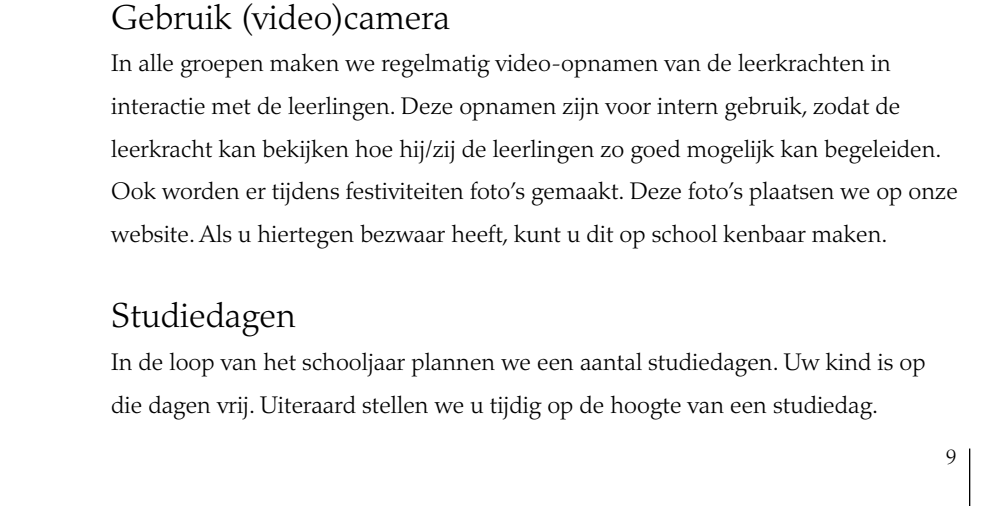 Gebruik (video)camera
In alle groepen maken we regelmatig video-opnamen van de leerkrachten in
interactie met de leerlingen. Deze opnamen zijn voor intern gebruik, zodat de
leerkracht kan bekijken hoe hij/zij de leerlingen zo goed mogelijk kan begeleiden.
Ook worden er tijdens festiviteiten foto’s gemaakt. Deze foto’s plaatsen we op onze
website. Als u hiertegen bezwaar heeft, kunt u dit op school kenbaar maken.
Studiedagen
In de loop van het schooljaar plannen we een aantal studiedagen. Uw kind is op
die dagen vrij. Uiteraard stellen we u tijdig op de hoogte van een studiedag.
9